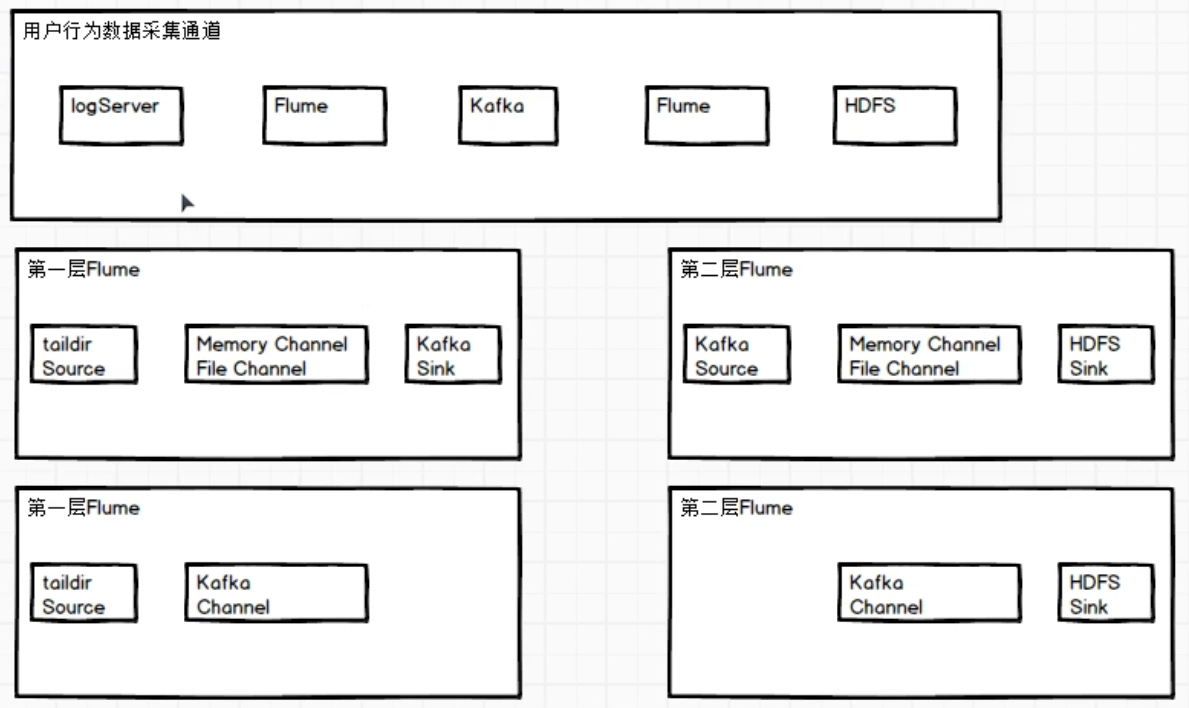 用户行为数据采集通道
logServer
Flume
Kafka
Flume
HDFS
第一层Flume
taildir
Source
Memory Channel
File Channel
Kafka
Sink
第二层Flume
Kafka
Source
Memory Channel
File Channel
HDFS
Sink
第一层Flume
taildir
Source
Kafka
Channel
第二层Flume
Kafka
Channel
HDFS
Sink